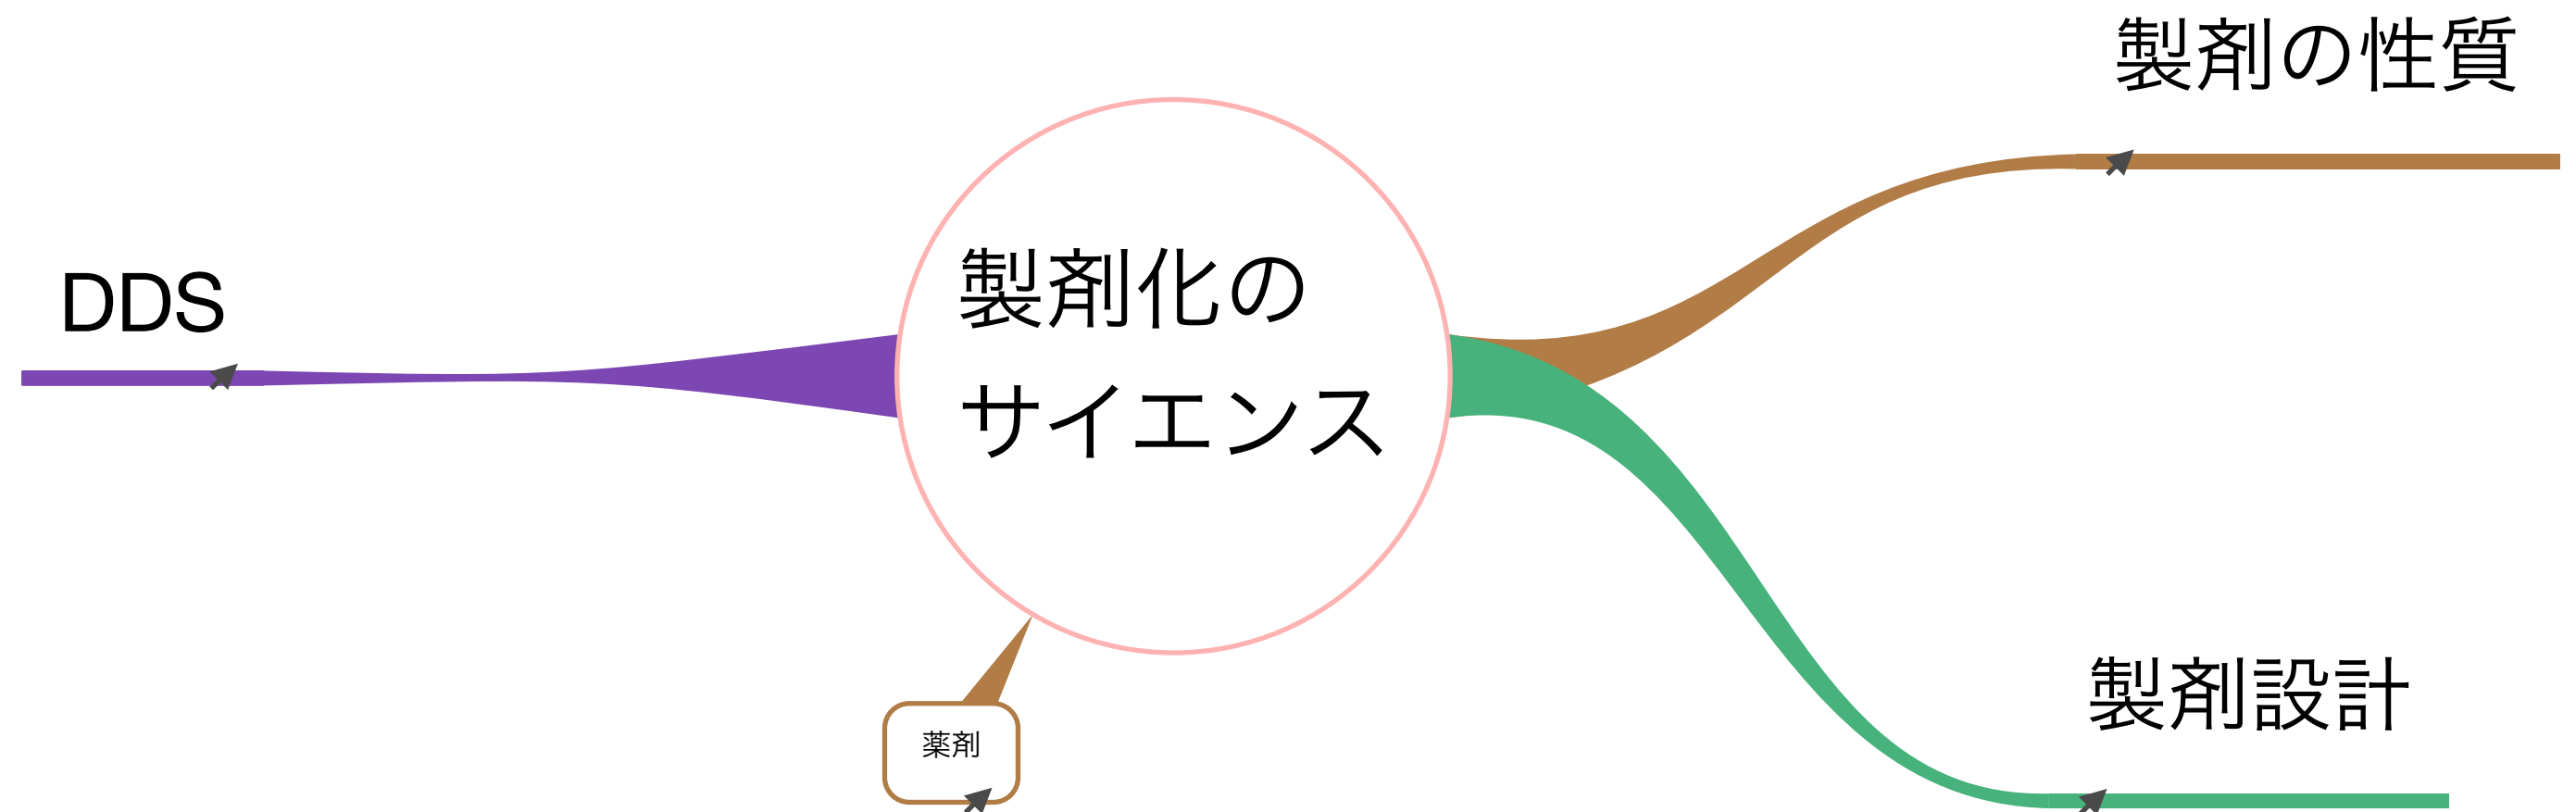 製剤の性質
DDS
製剤化の
サイエンス
製剤設計
薬剤